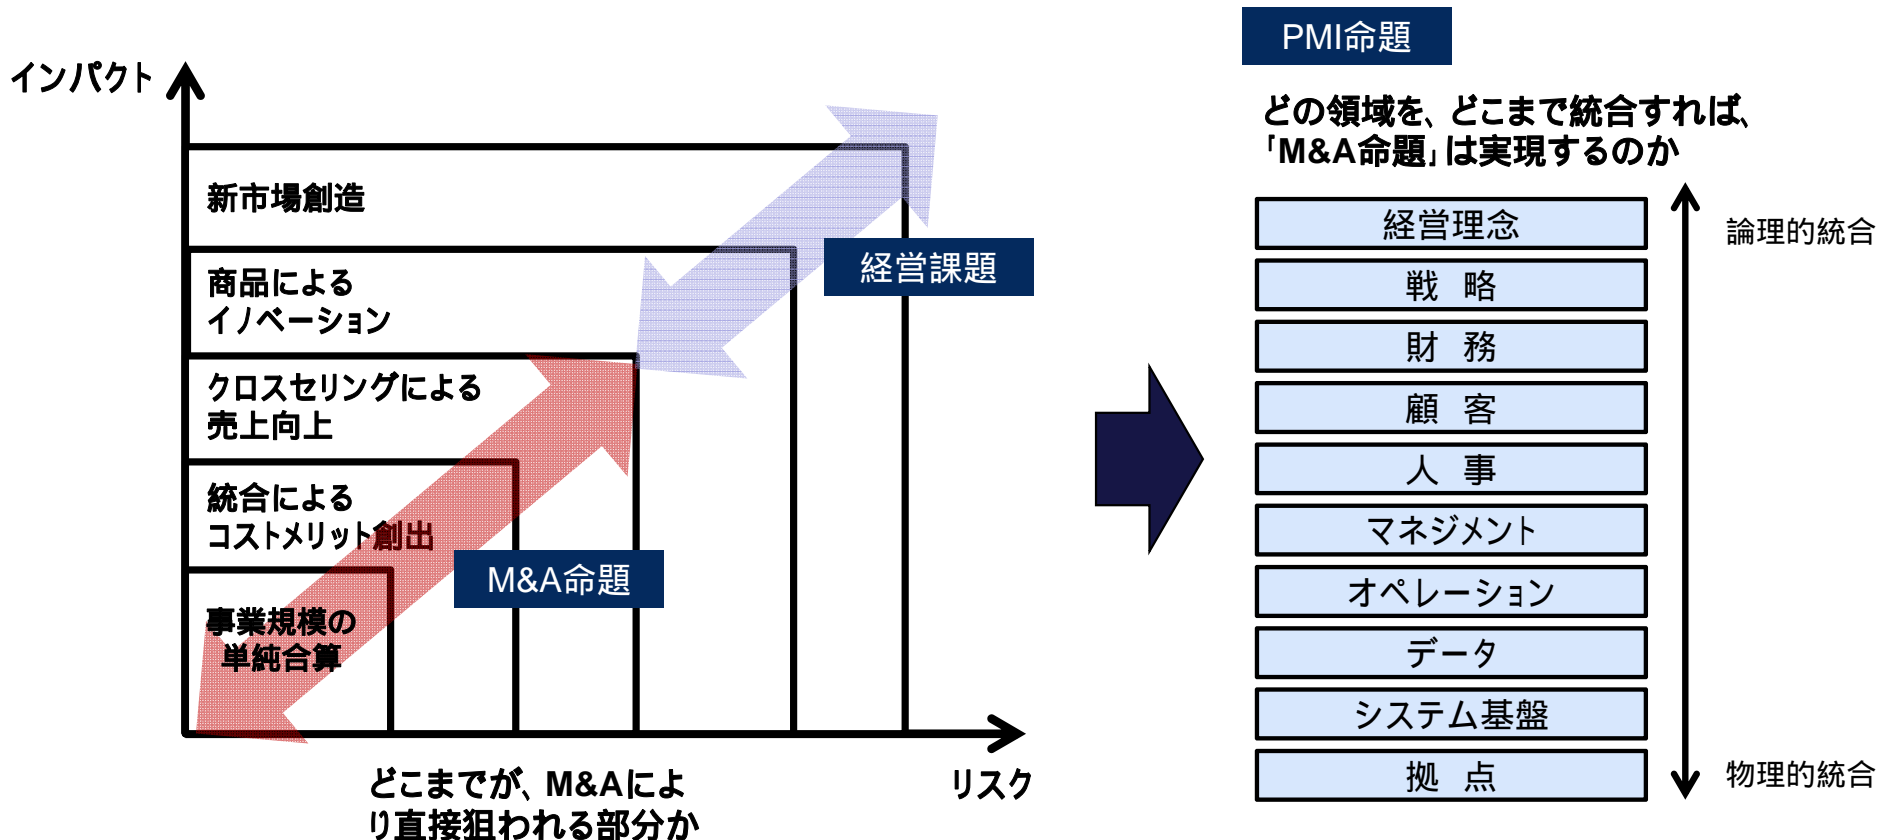 インパクト
新市場創造
商品による
イノベーション
クロスセリングによる
売上向上
統合による
コストメリット創出
事業規模の
単純合算
経営課題
M&A命題
リスク
どこまでが、M&Aによ
り直接狙われる部分か
PMI命題
どの領域を、どこまで統合すれば、
「M&A命題」は実現するのか
経営理念
戦 略
財 務
顧 客
人 事
マネジメント
オペレーション
データ
システム基盤
拠 点
論理的統合
物理的統合